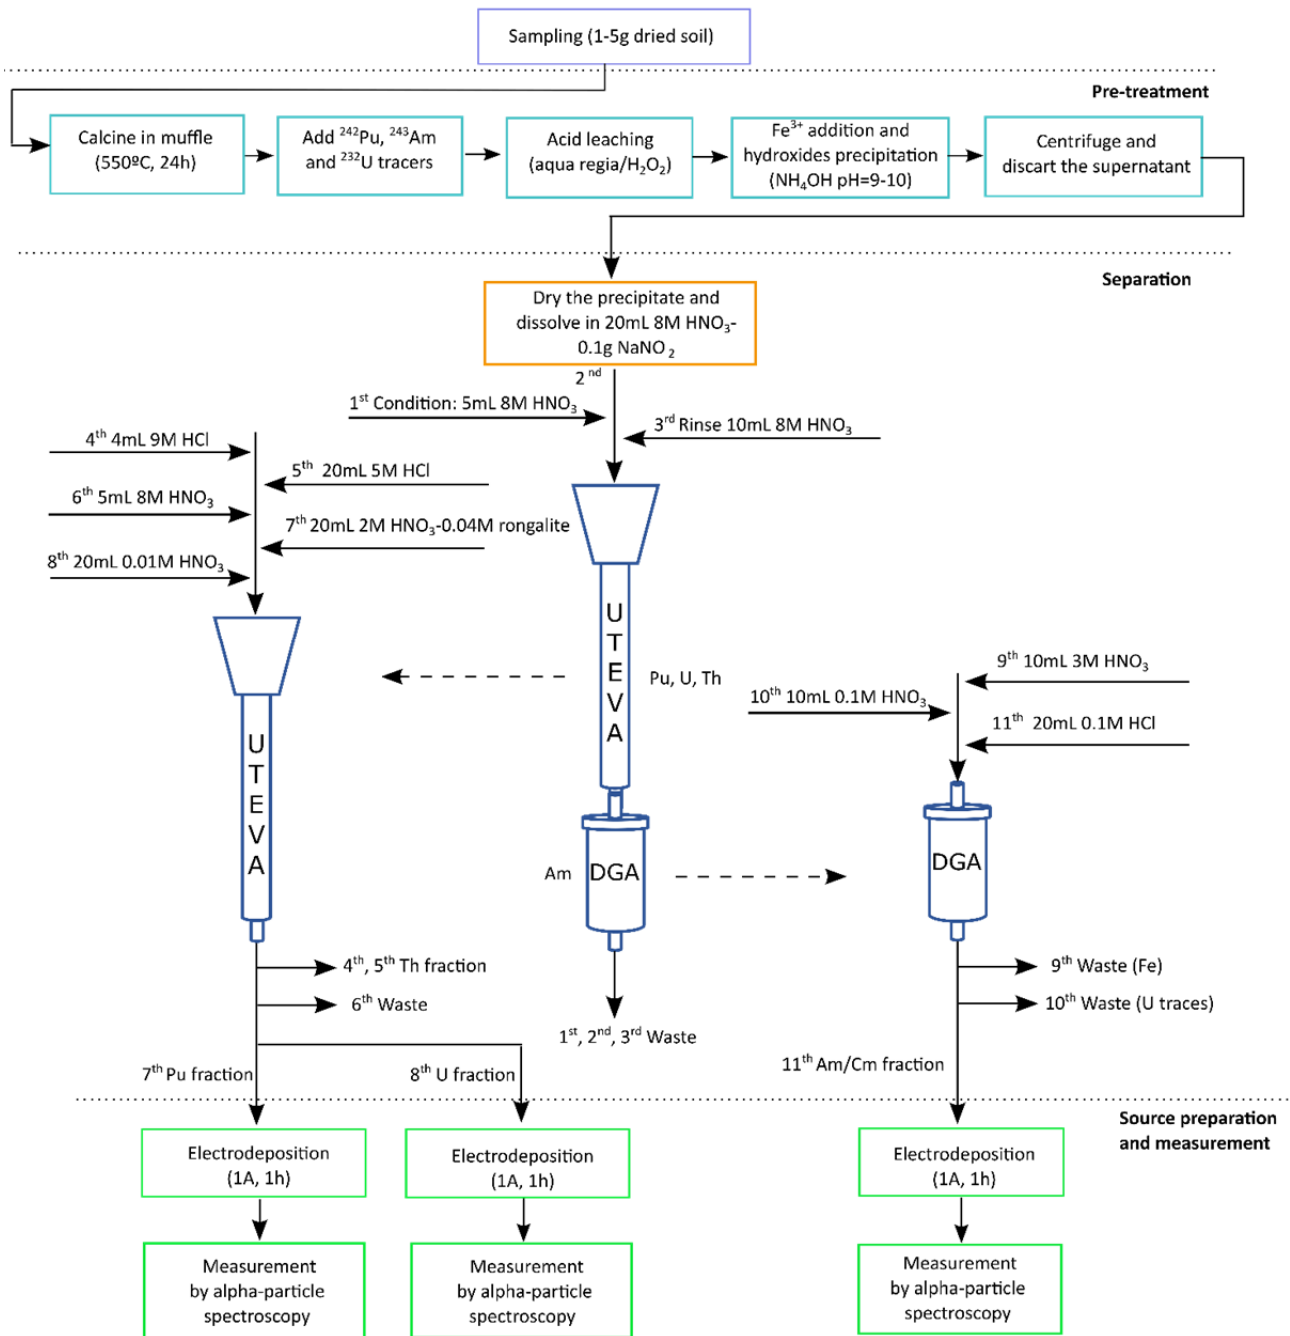 Sampling (1-5g dried soil)
Pre-treatment
Calcine in muffle
(550ºC, 24h)
Add ²⁴²Pu, ²⁴³Am
and ²³²U tracers
Acid leaching
(aqua regia/H₂O₂)
Fe³⁺ addition and
hydroxides precipitation
(NH₄OH pH=9-10)
Centrifuge and
discart the supernatant
Separation
Dry the precipitate and
dissolve in 20mL 8M HNO₃-
0.1g NaNO₂
2ⁿᵈ
1ˢᵗ Condition: 5mL 8M HNO₃
3ʳᵈ Rinse 10mL 8M HNO₃
4ᵗʰ 4mL 9M HCl
5ᵗʰ 20mL 5M HCl
6ᵗʰ 5mL 8M HNO₃
7ᵗʰ 20mL 2M HNO₃-0.04M rongalite
8ᵗʰ 20mL 0.01M HNO₃
UTEVA
UTEVA
Pu, U, Th
9ᵗʰ 10mL 3M HNO₃
10ᵗʰ 10mL 0.1M HNO₃
11ᵗʰ 20mL 0.1M HCl
Am
DGA
DGA
4ᵗʰ, 5ᵗʰ Th fraction
6ᵗʰ Waste
1ˢᵗ, 2ⁿᵈ, 3ʳᵈ Waste
9ᵗʰ Waste (Fe)
10ᵗʰ Waste (U traces)
7ᵗʰ Pu fraction
8ᵗʰ U fraction
11ᵗʰ Am/Cm fraction
Source preparation
and measurement
Electrodeposition
(1A, 1h)
Electrodeposition
(1A, 1h)
Electrodeposition
(1A, 1h)
Measurement
by alpha-particle
spectroscopy
Measurement
by alpha-particle
spectroscopy
Measurement
by alpha-particle
spectroscopy